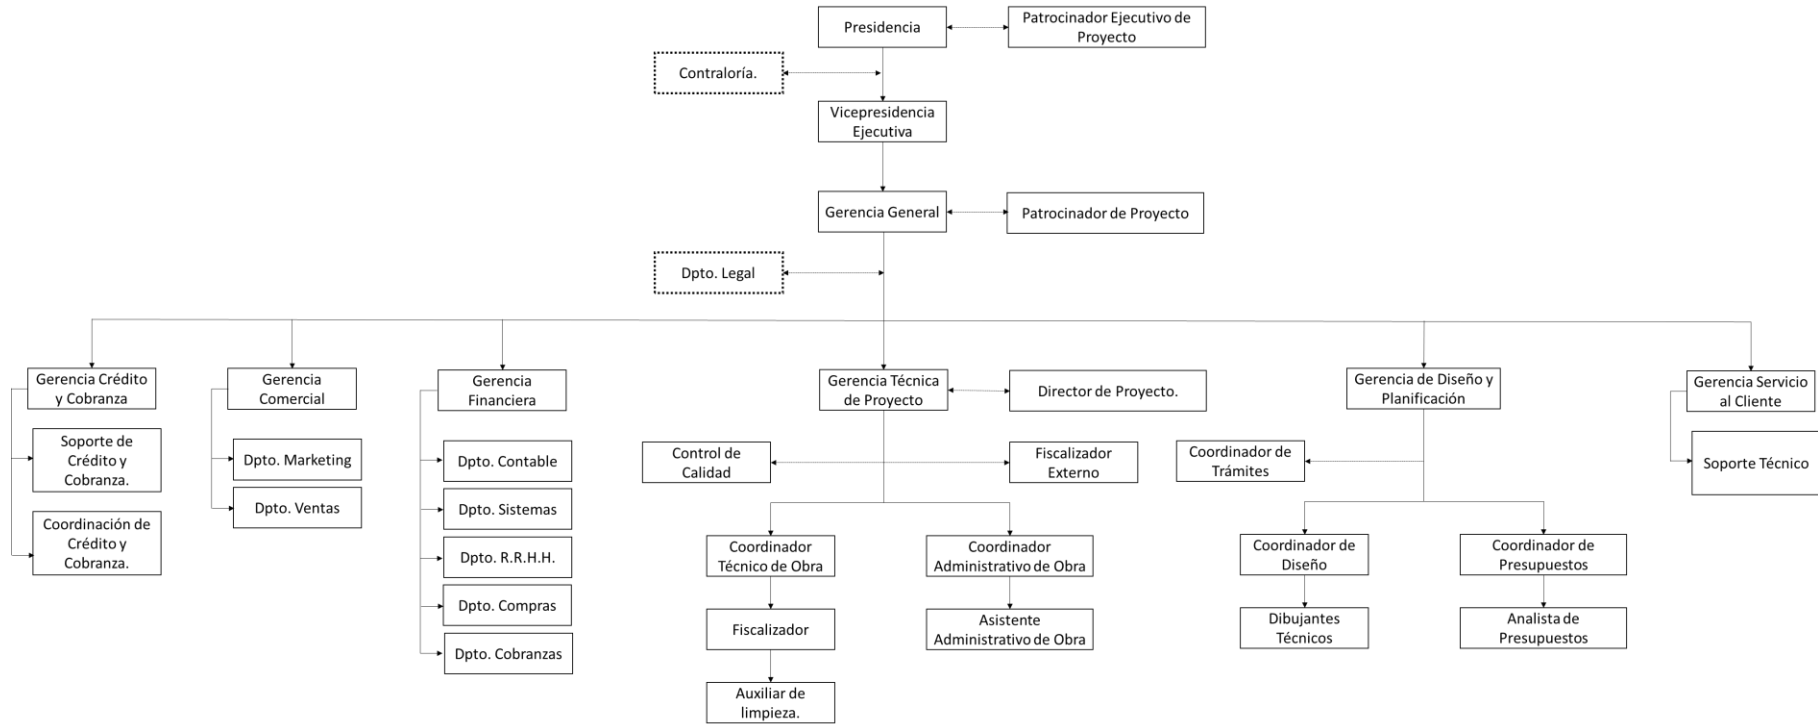 Presidencia
Patrocinador Ejecutivo de
Proyecto
Contraloría.
Vicepresidencia
Ejecutiva
Gerencia General
Patrocinador de Proyecto
Dpto. Legal
Gerencia Crédito
y Cobranza
Gerencia
Comercial
Gerencia
Financiera
Gerencia Técnica
de Proyecto
Director de Proyecto.
Gerencia de Diseño y
Planificación
Gerencia Servicio
al Cliente
Soporte de
Crédito y
Cobranza.
Coordinación de
Crédito y
Cobranza.
Dpto. Marketing
Dpto. Ventas
Dpto. Contable
Dpto. Sistemas
Dpto. R.R.H.H.
Dpto. Compras
Dpto. Cobranzas
Control de
Calidad
Fiscalizador
Externo
Coordinador
Técnico de Obra
Coordinador
Administrativo de Obra
Fiscalizador
Asistente
Administrativo de Obra
Auxiliar de
limpieza.
Coordinador de
Trámites
Coordinador de
Diseño
Coordinador de
Presupuestos
Dibujantes
Técnicos
Analista de
Presupuestos
Soporte Técnico